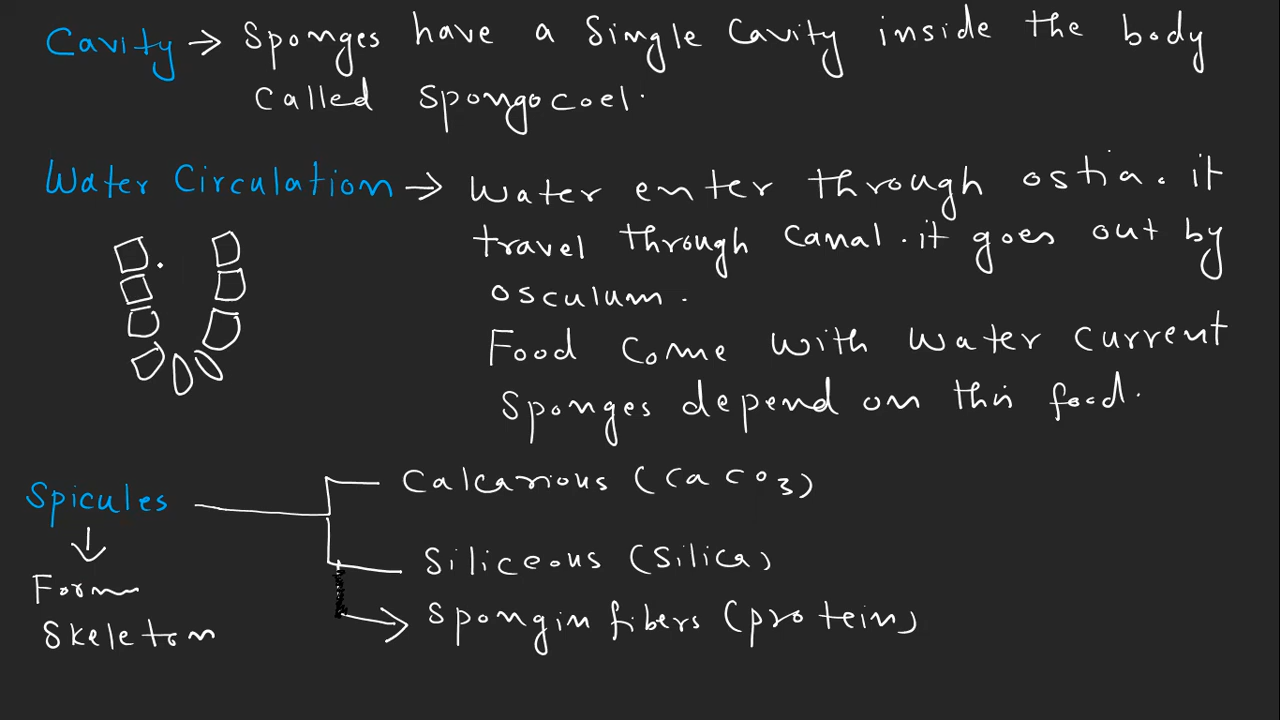 Cavity → Sponges have a Single Cavity inside the body
Called Spongocoel.
Water Circulation → Water enter through ostia. it
travel through Canal. it goes out by
osculum.
Food Come with Water current
Sponges depend on this food.
Spicules
Calcarious (CaCO3)
Siliceous (Silica)
Form
Spongin fibers (protein)
Skeleton